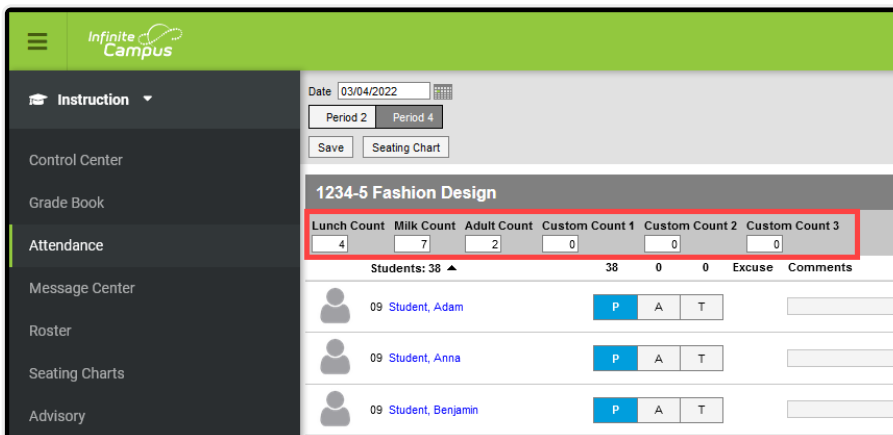 Infinite
Campus
Instruction
Control Center
Grade Book
Attendance
Message Center
Roster
Seating Charts
Advisory
Date 03/04/2022
Period 2 Period 4
Save Seating Chart
1234-5 Fashion Design
Lunch Count Milk Count Adult Count Custom Count 1 Custom Count 2 Custom Count 3
4 7 2 0 0 0
Students: 38 38 0 0 Excuse Comments
09 Student, Adam P A T
09 Student, Anna P A T
09 Student, Benjamin P A T